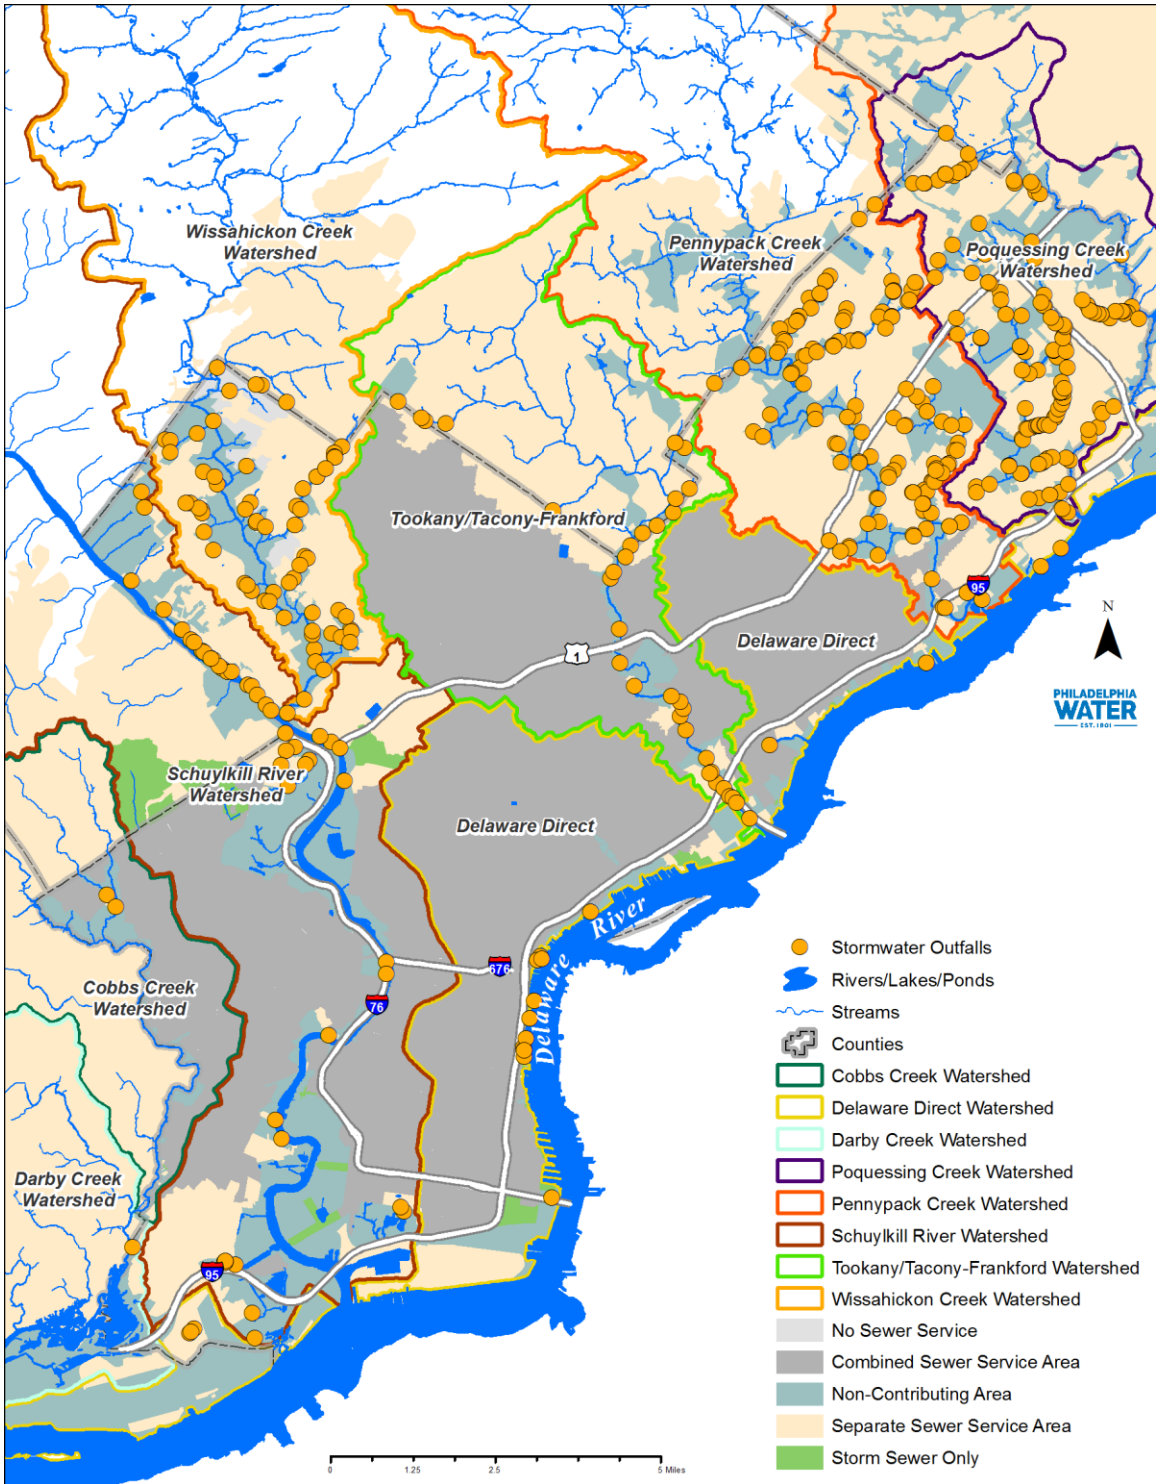 Wissahickon Creek
Watershed
Pennypack Creek
Watershed
Poquessing Creek
Watershed
Tookany/Tacony-Frankford
95
Delaware Direct
1
N
PHILADELPHIA
WATER
EST. 1801
Schuylkill River
Watershed
Delaware Direct
Delaware River
676
76
Cobbs Creek
Watershed
Darby Creek
Watershed
95
Stormwater Outfalls
Rivers/Lakes/Ponds
Streams
Counties
Cobbs Creek Watershed
Delaware Direct Watershed
Darby Creek Watershed
Poquessing Creek Watershed
Pennypack Creek Watershed
Schuylkill River Watershed
Tookany/Tacony-Frankford Watershed
Wissahickon Creek Watershed
No Sewer Service
Combined Sewer Service Area
Non-Contributing Area
Separate Sewer Service Area
Storm Sewer Only
0 1.25 2.5 5 Miles